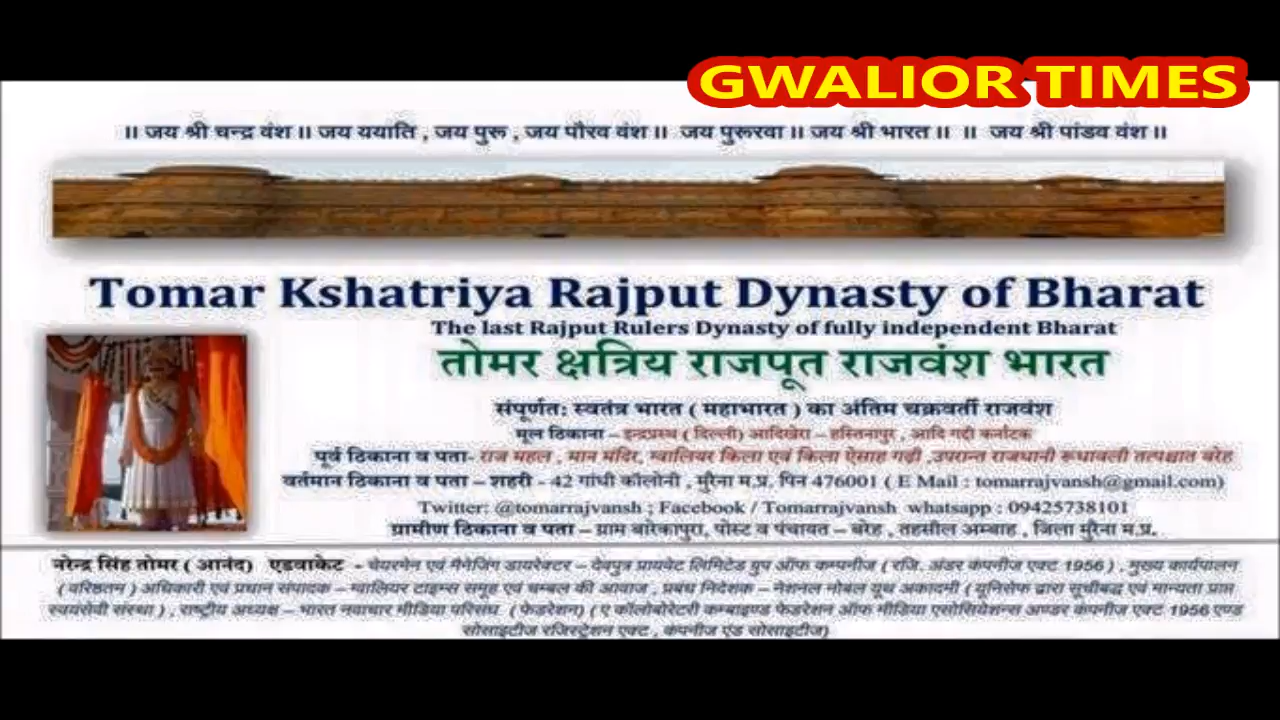 GWALIOR TIMES
॥ जय श्री चन्द्र वंश ॥ जय ययाति , जय पुरू , जय पौरव वंश ॥ जय पुरूरवा ॥ जय श्री भारत ॥ ॥ जय श्री पांडव वंश ॥
Tomar Kshatriya Rajput Dynasty of Bharat
The last Rajput Rulers Dynasty of fully independent Bharat
तोमर क्षत्रिय राजपूत राजवंश भारत
संपूर्णत: स्वतंत्र भारत ( महाभारत ) का अंतिम चक्रवर्ती राजवंश
मूल ठिकाना – इन्द्रप्रस्थ ( दिल्ली) आदिखेरा – हस्तिनापुर , आदि गद्दी कर्नाटक
पूर्व ठिकाना व पता- राज महल , मान मंदिर, ग्वालियर किला एवं किला ऐसाह गढ़ी ,उपरान्त राजधानी रूधावली तत्पश्चात बरेह
वर्तमान ठिकाना व पता – शहरी - 42 गांधी कॉलोनी , मुरैना म.प्र. पिन 476001 ( E Mail : tomarrajvansh@gmail.com)
Twitter: @tomarrajvansh ; Facebook / Tomarrajvansh whatsapp : 09425738101
ग्रामीण ठिकाना व पता – ग्राम बारेकापुरा, पोस्ट व पंचायत – बरेह , तहसील अम्बाह , जिला मुरैना म.प्र.
नरेन्द्र सिंह तोमर ( आनंद) एडवाकेट - चेयरमेन एवं मैनेजिंग डायरेक्टर – देवपुत्र प्रायवेट लिमिटेड ग्रुप ऑफ कम्पनीज ( रजि. अंडर कंपनीज एक्ट 1956 ) , मुख्य कार्यपालन
( वरिष्ठतन ) अधिकारी एवं प्रधान संपादक – ग्वालियर टाइम्स समूह एवं चम्बल की आवाज , प्रबंध निदेशक – नेशनल नोबल यूथ अकादमी ( यूनिसेफ द्वारा सूचीबद्ध एवं मान्यता प्राप्त
स्वयंसेवी संस्था ) , राष्ट्रीय अध्यक्ष – भारत नवाचार मीडिया परिसंघ ( फेडरेशन) ( ए कॉलोबोरेटरी कम्बाइण्ड फेडरेशन ऑफ मीडिया एसोसियेशन्स अण्डर कंपनीज एक्ट 1956 एण्ड
सोसाइटीज रजिस्ट्रेशन एक्ट , कंपनीज एंड सोसाइटीज)